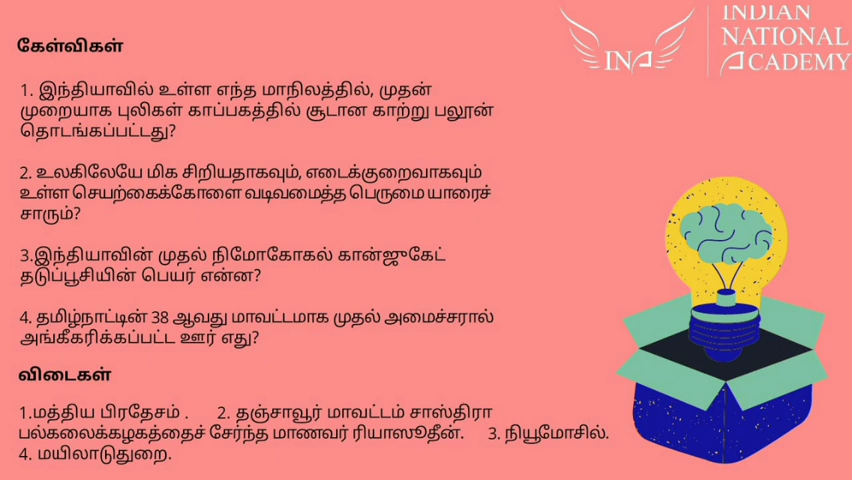 INDIAN
NATIONAL
ACADEMY
INA
கேள்விகள்
1. இந்தியாவில் உள்ள எந்த மாநிலத்தில், முதன்
முறையாக புலிகள் காப்பகத்தில் சூடான காற்று பலூன்
தொடங்கப்பட்டது?
2. உலகிலேயே மிக சிறியதாகவும், எடைக்குறைவாகவும்
உள்ள செயற்கைக்கோளை வடிவமைத்த பெருமை யாரைச்
சாரும்?
3.இந்தியாவின் முதல் நிமோகோகல் கான்ஜுகேட்
தடுப்பூசியின் பெயர் என்ன?
4. தமிழ்நாட்டின் 38 ஆவது மாவட்டமாக முதல் அமைச்சரால்
அங்கீகரிக்கப்பட்ட ஊர் எது?
விடைகள்
1.மத்திய பிரதேசம் . 2. தஞ்சாவூர் மாவட்டம் சாஸ்திரா
பல்கலைக்கழகத்தைச் சேர்ந்த மாணவர் ரியாஸூதீன். 3. நியூமோசில்.
4. மயிலாடுதுறை.